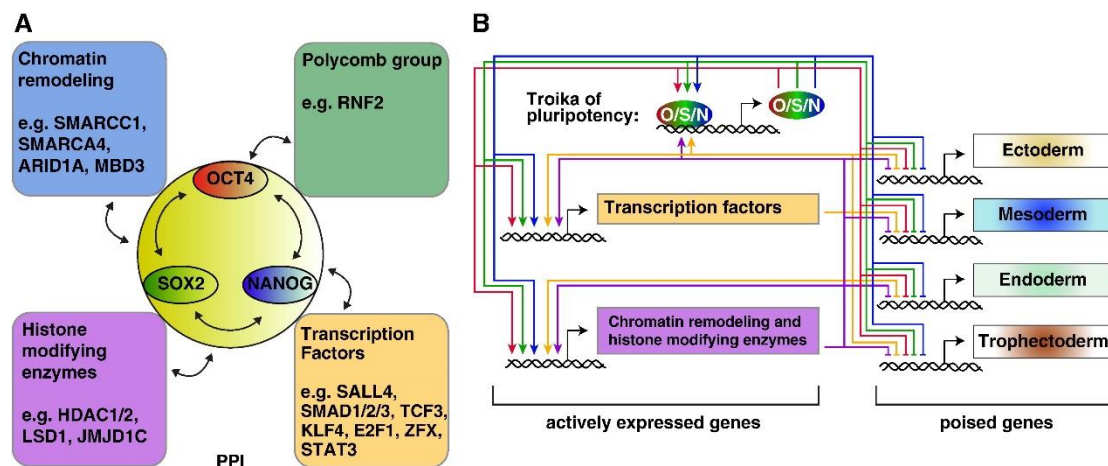 A
Chromatin
remodeling
e.g. SMARCC1,
SMARCA4,
ARID1A, MBD3
Polycomb group
e.g. RNF2
OCT4
SOX2
NANOG
Histone
modifying
enzymes
e.g. HDAC1/2,
LSD1, JMJD1C
Transcription
Factors
e.g. SALL4,
SMAD1/2/3, TCF3,
KLF4, E2F1, ZFX,
STAT3
PPI
B
Troika of
pluripotency:
O/S/N
O/S/N
Transcription factors
Chromatin remodeling and
histone modifying enzymes
Ectoderm
Mesoderm
Endoderm
Trophectoderm
actively expressed genes
poised genes